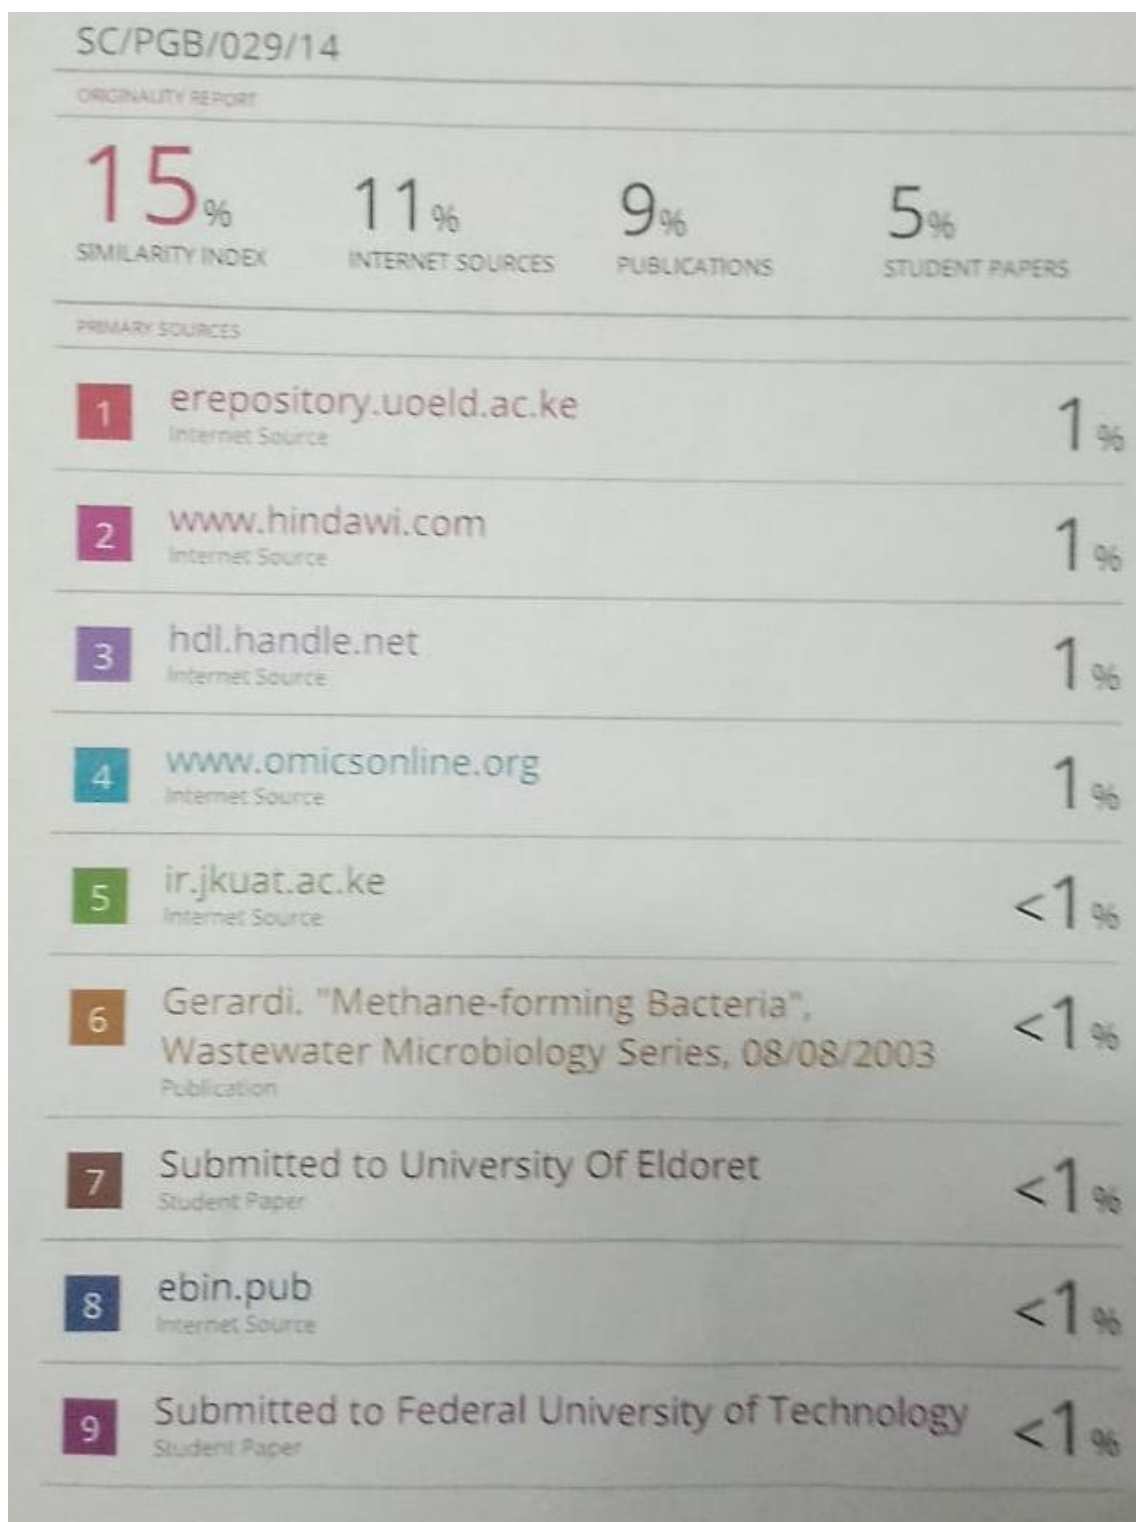 SC/PGB/029/14
ORIGINALITY REPORT
15% 11% 9% 5%
SIMILARITY INDEX INTERNET SOURCES PUBLICATIONS STUDENT PAPERS
PRIMARY SOURCES
1 erepository.uoeld.ac.ke 1%
Internet Source
2 www.hindawi.com 1%
Internet Source
3 hdl.handle.net 1%
Internet Source
4 www.omicsonline.org 1%
Internet Source
5 ir.jkuat.ac.ke <1%
Internet Source
6 Gerardi. "Methane-forming Bacteria", <1%
Wastewater Microbiology Series, 08/08/2003
Publication
7 Submitted to University Of Eldoret <1%
Student Paper
8 ebin.pub <1%
Internet Source
9 Submitted to Federal University of Technology <1%
Student Paper